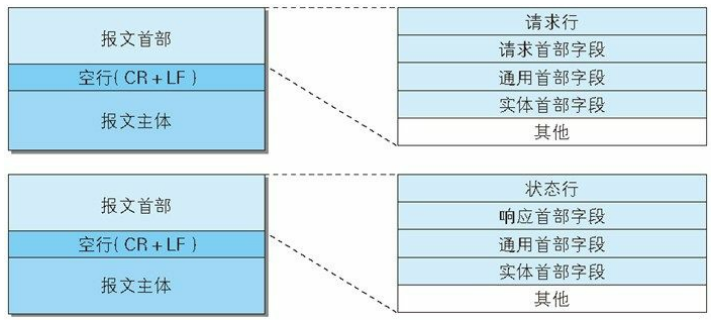 报文首部
空行(CR+LF)
报文主体
请求行
请求首部字段
通用首部字段
实体首部字段
其他
报文首部
空行(CR+LF)
报文主体
状态行
响应首部字段
通用首部字段
实体首部字段
其他